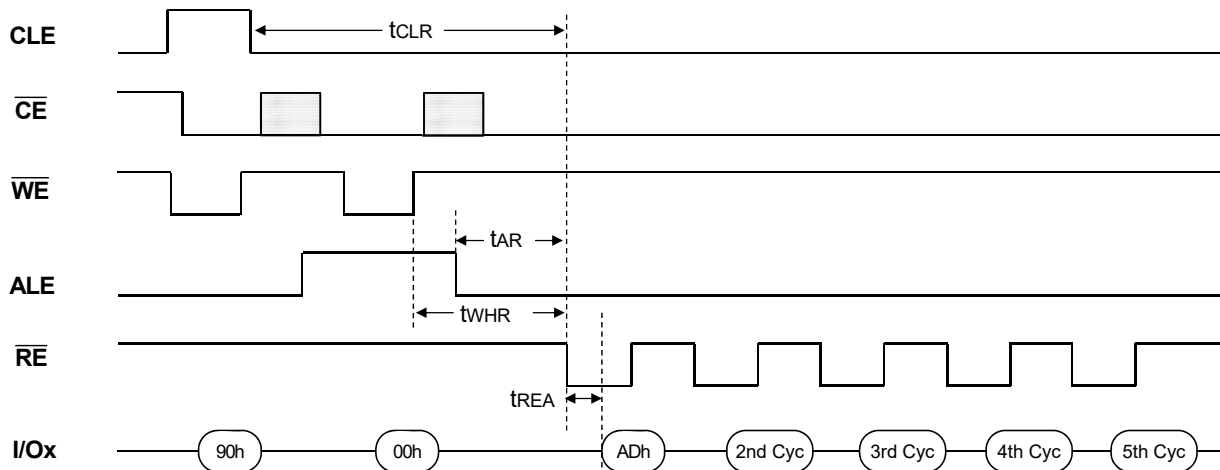 CLE
tCLR
CE
WE
tAR
ALE
tWHR
RE
tREA
I/Ox
90h
00h
ADh
2nd Cyc
3rd Cyc
4th Cyc
5th Cyc